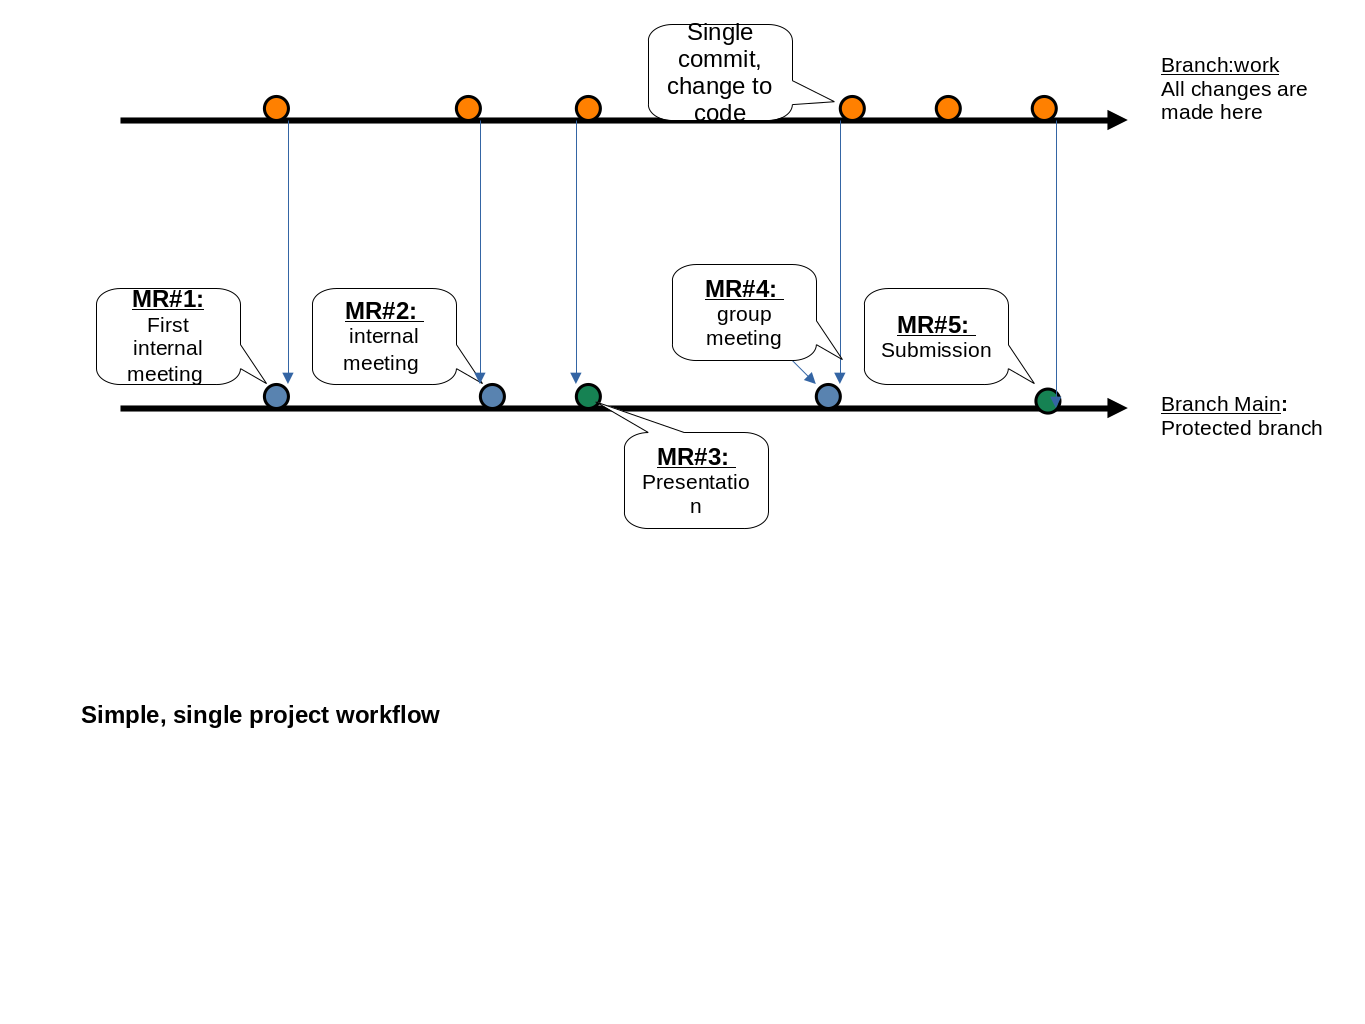 Single
commit,
change to
code
Branch:work
All changes are
made here
MR#1:
First
internal
meeting
MR#2:
internal
meeting
MR#4:
group
meeting
MR#5:
Submission
Branch Main:
Protected branch
MR#3:
Presentatio
n
Simple, single project workflow